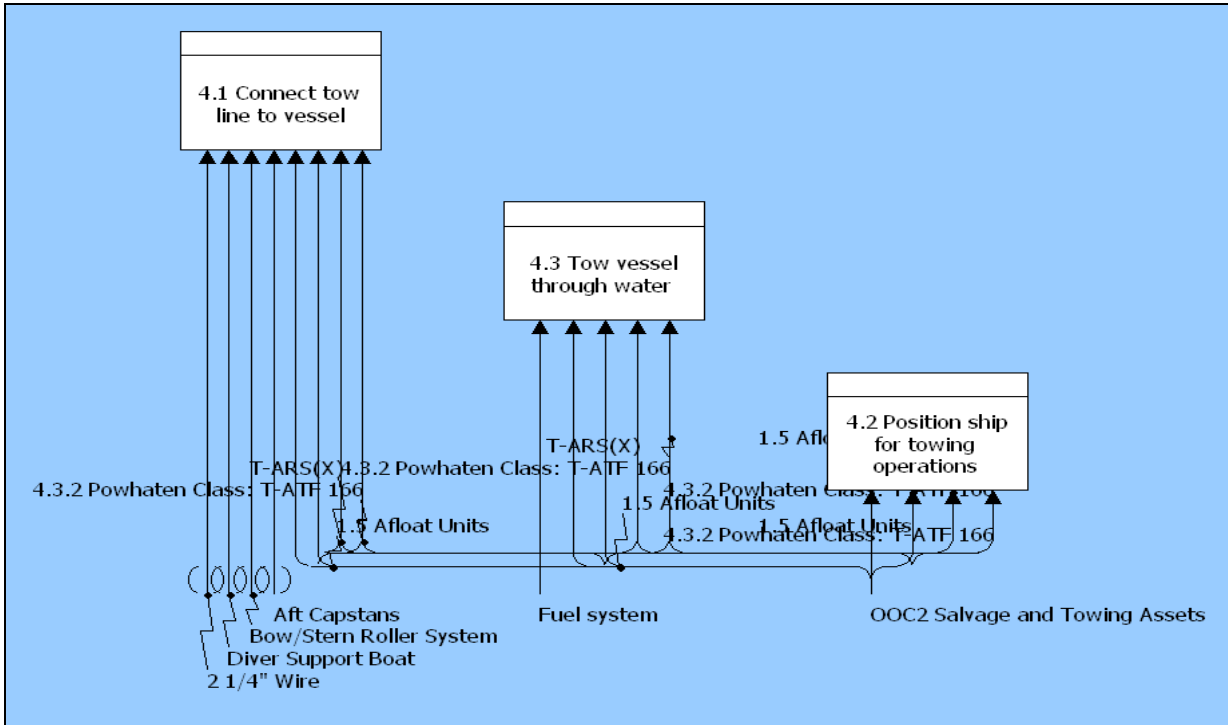 4.1 Connect tow
line to vessel
4.3 Tow vessel
through water
4.2 Position ship
for towing
operations
1.5 Afloa
T-ARS(X)
T-ARS(X)
4.3.2 Powhaten Class: T-ATF 166
4.3.2 Powhaten Class: T-ATF 166
4.3.2 Powhaten Class: T-ATF 166
1.5 Afloat Units
1.5 Afloat Units
1.5 Afloat Units
4.3.2 Powhaten Class: T-ATF 166
Aft Capstans
Fuel system
OOC2 Salvage and Towing Assets
Bow/Stern Roller System
Diver Support Boat
2 1/4" Wire